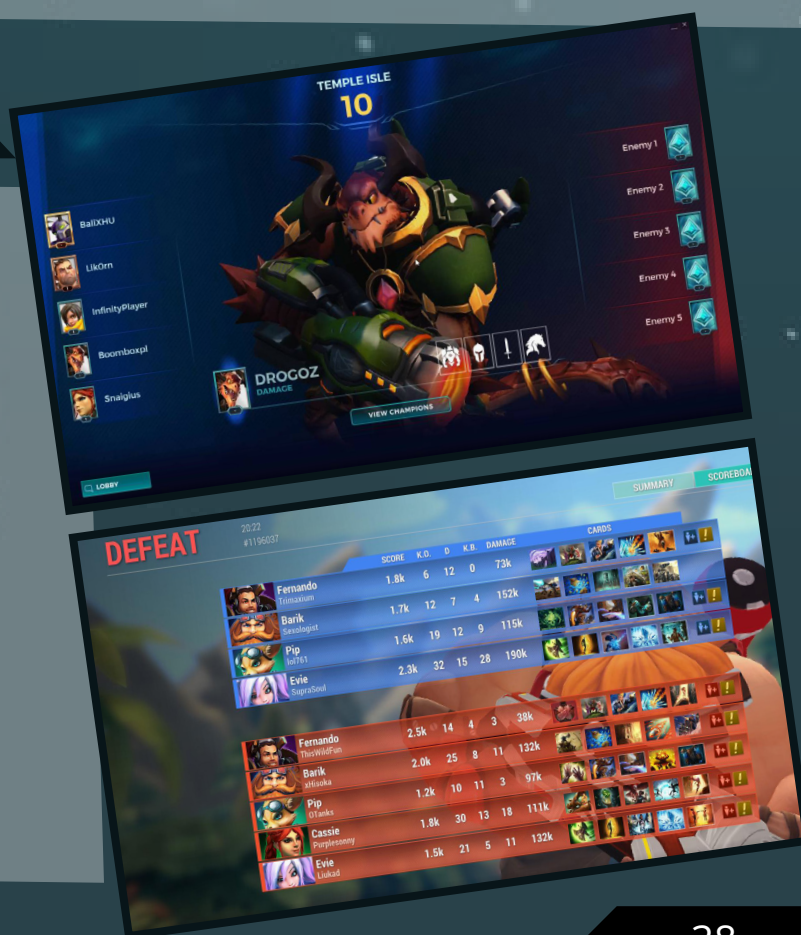 TEMPLE ISLE
10
BaliXHU
LikOrn
InfinityPlayer
Boomboxpl
Snaigius
Enemy 1
Enemy 2
Enemy 3
Enemy 4
Enemy 5
DROGOZ
DAMAGE
VIEW CHAMPIONS
LOBBY
SUMMARY
DEFEAT
20:22
#1196037
SCORE K.O. D K.B. DAMAGE CARDS
Fernando 1.8k 6 12 0 73k
Trimaxium
Barik 1.7k 12 7 4 152k
Sexologist
Pip 1.6k 19 12 9 115k
lol761
Evie 2.3k 32 15 28 190k
SupraSoul
Fernando 2.5k 14 4 3 38k
ThisWildFun
Barik 2.0k 25 8 11 132k
xHisoka
Pip 1.2k 10 11 3 97k
OTanks
Cassie 1.8k 30 13 18 111k
Purplesonny
Evie 1.5k 21 5 11 132k
Liukad